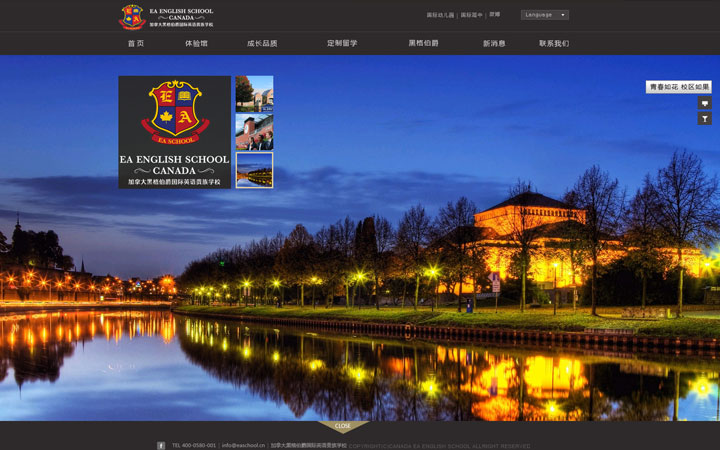 EA ENGLISH SCHOOL
CANADA
加拿大黑格伯爵国际英语贵族学校
国际幼儿园 | 国际高中 | 微博
Language
首页
体验馆
成长品质
定制留学
黑格伯爵
新消息
联系我们
E A
EA SCHOOL
EA ENGLISH SCHOOL
CANADA
加拿大黑格伯爵国际英语贵族学校
青春如花 校区如果
CLOSE
TEL 400-0580-001 | info@easchool.cn | 加拿大黑格伯爵国际英语贵族学校 COPYRIGHT(C)CANADA EA ENGLISH SCHOOL ALLRIGHT RESERVED